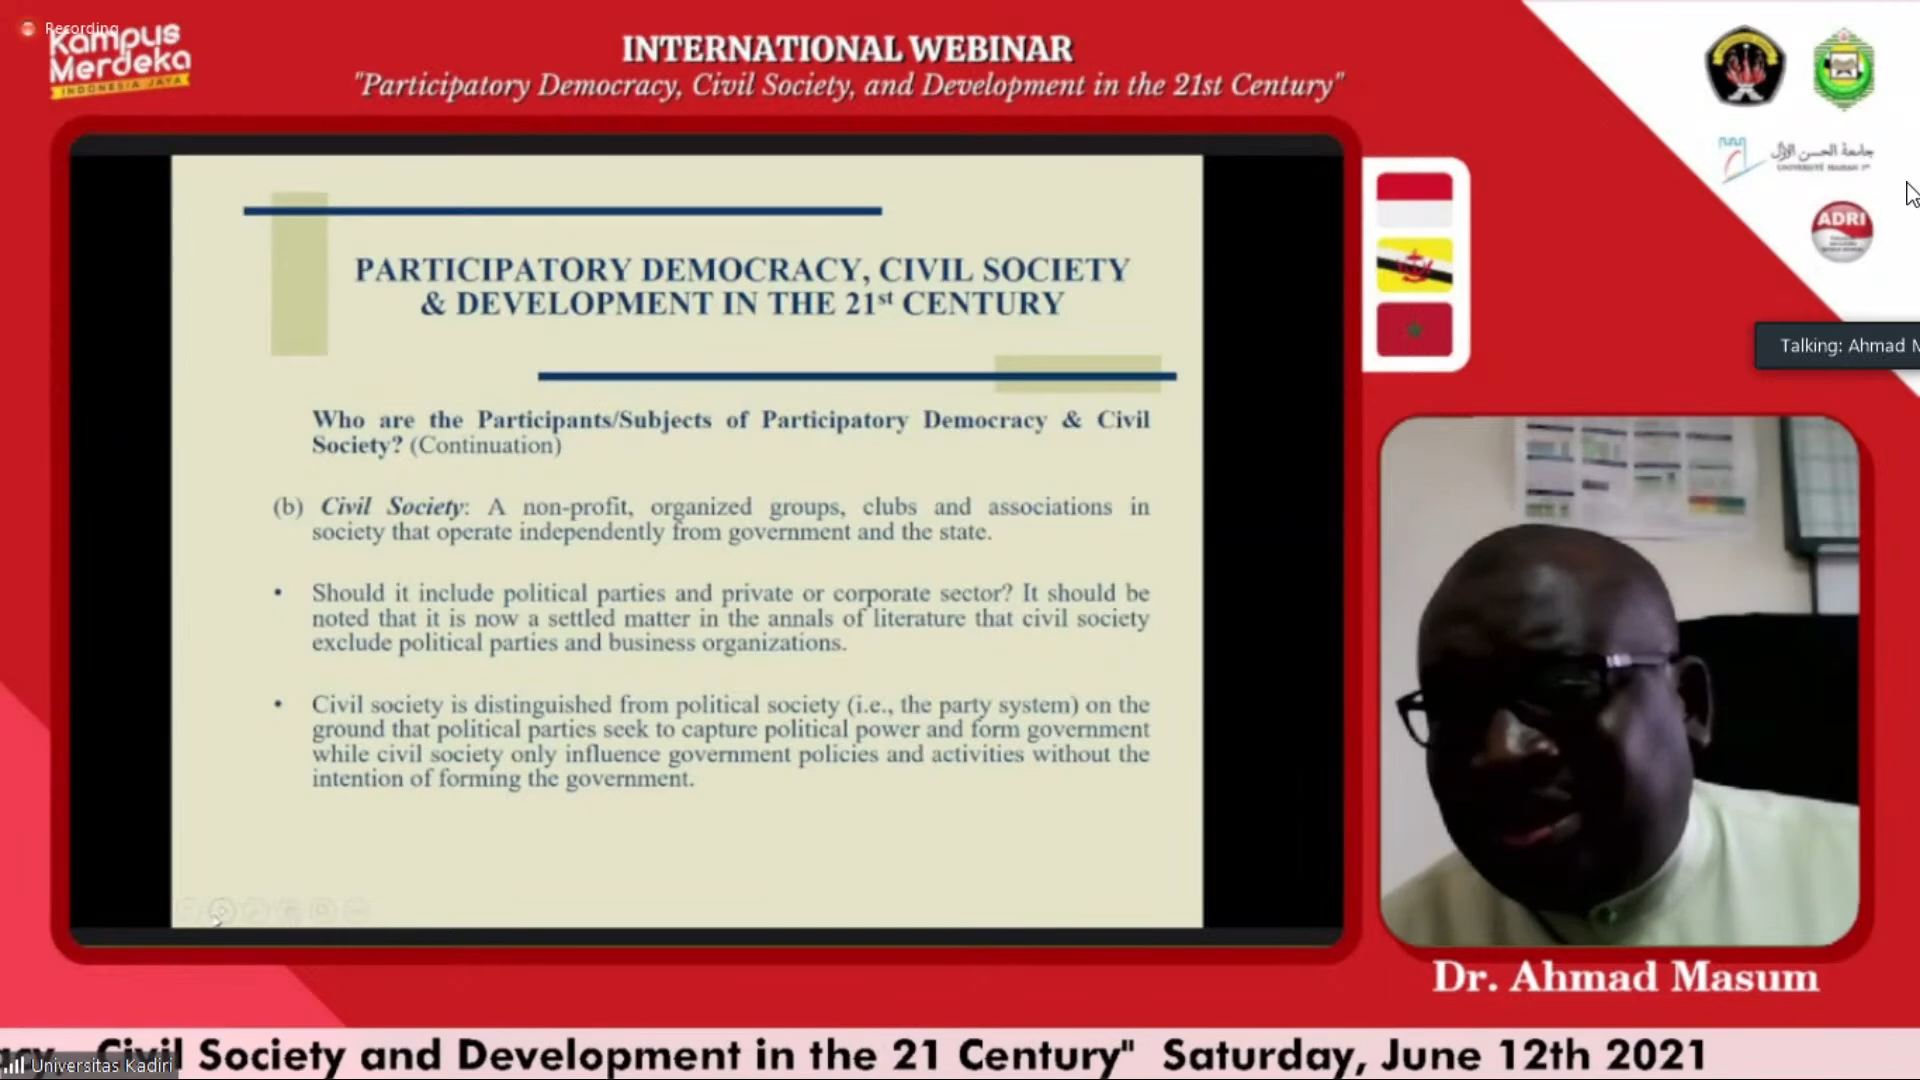 Recording
Kampus
Merdeka
INDONESIA JAYA
INTERNATIONAL WEBINAR
"Participatory Democracy, Civil Society, and Development in the 21st Century"
جامعة الحسن الأول
UNIVERSITÉ HASSAN 1er
ADRI
PARTICIPATORY DEMOCRACY, CIVIL SOCIETY
& DEVELOPMENT IN THE 21st CENTURY
Who are the Participants/Subjects of Participatory Democracy & Civil
Society? (Continuation)
(b) Civil Society: A non-profit, organized groups, clubs and associations in
society that operate independently from government and the state.
• Should it include political parties and private or corporate sector? It should be
noted that it is now a settled matter in the annals of literature that civil society
exclude political parties and business organizations.
• Civil society is distinguished from political society (i.e., the party system) on the
ground that political parties seek to capture political power and form government
while civil society only influence government policies and activities without the
intention of forming the government.
Talking: Ahmad M
Dr. Ahmad Masum
acy, Civil Society and Development in the 21 Century" Saturday, June 12th 2021
Universitas Kadiri